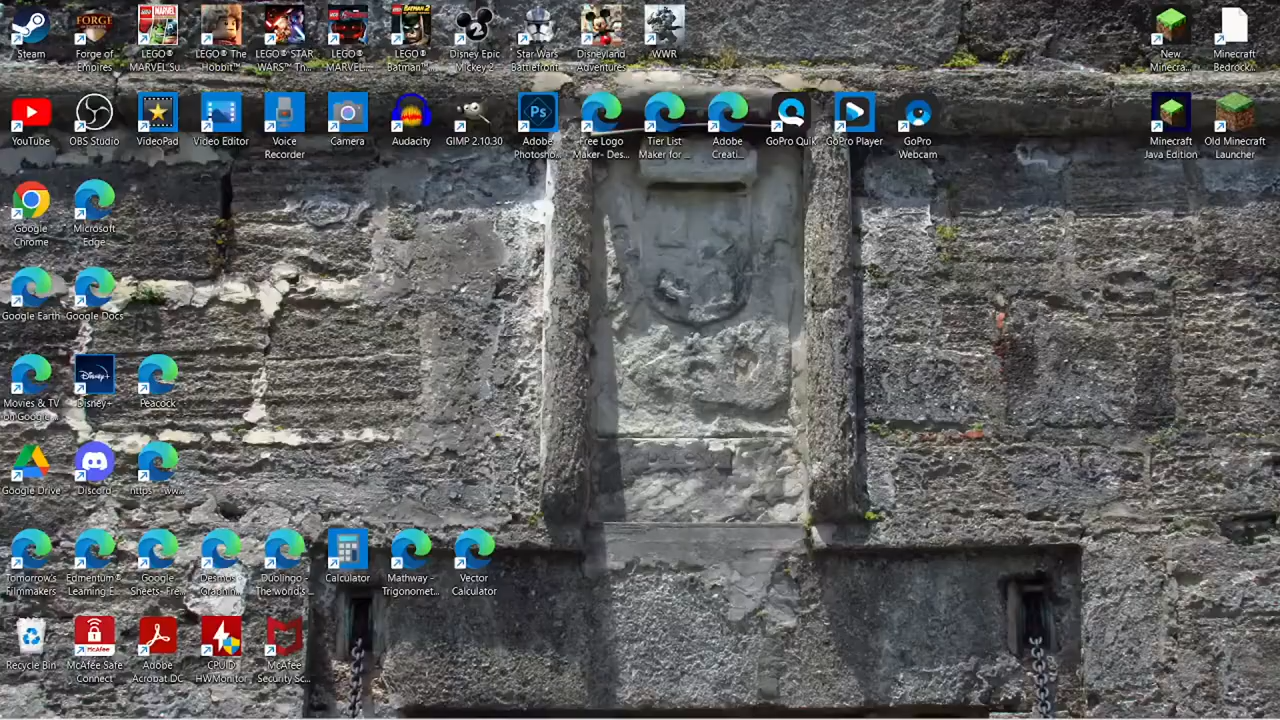 Steam
Forge of
Empires
LEGO®
MARVEL Su...
LEGO® The
Hobbit™
LEGO® STAR
WARS™ Th...
LEGO®
MARVEL...
LEGO®
Batman™...
Disney Epic
Mickey 2
Star Wars
Battlefront
Disneyland
Adventures
WWR
New
Minecra...
Minecraft
Bedrock...
YouTube
OBS Studio
VideoPad
Video Editor
Voice
Recorder
Camera
Audacity
GIMP 2.10.30
Ps
Adobe
Photosho...
Free Logo
Maker- Des...
Tier List
Maker for ...
Adobe
Creati...
GoPro Quik
GoPro Player
GoPro
Webcam
Minecraft
Java Edition
Old Minecraft
Launcher
Google
Chrome
Microsoft
Edge
Google Earth
Google Docs
Movies & TV
on Google...
Disney+
Disney+
Peacock
Google Drive
Discord
https--ww...
Tomorrow's
Filmmakers
Edmentum®
Learning E...
Google
Sheets- Fre...
Desmos
Graphin...
Duolingo -
The world's...
Calculator
Mathway -
Trigonomet...
Vector
Calculator
Recycle Bin
McAfee
McAfee Safe
Connect
Adobe
Acrobat DC
CPUID
HWMonitor
McAfee
Security Sc...